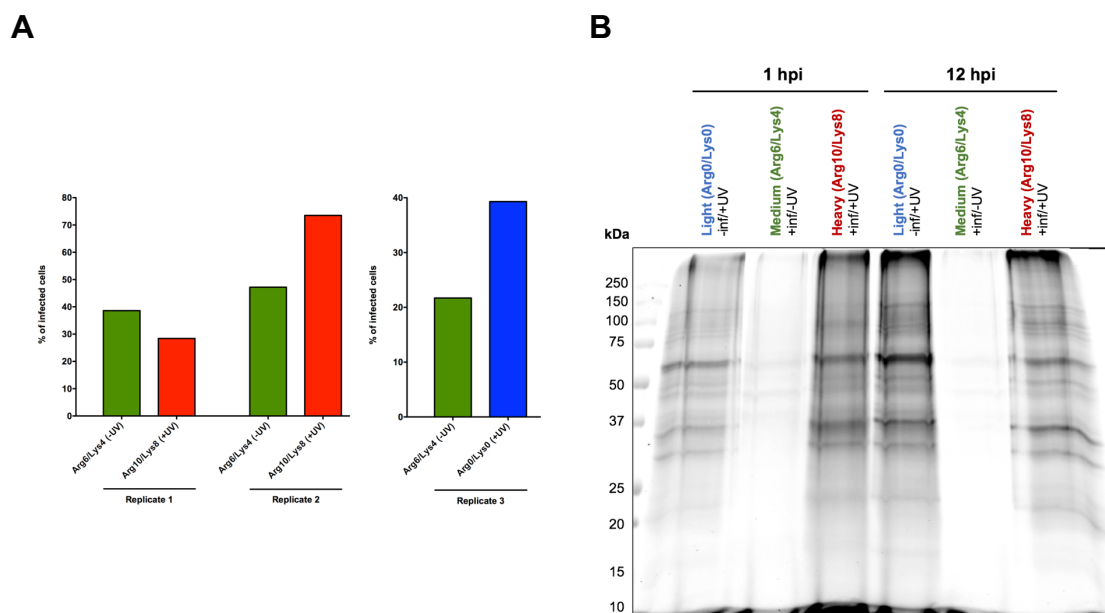 A
80
70
60
50
40
30
20
10
0
% of infected cells
Arg6/Lys4 (-UV)
Arg10/Lys8 (+UV)
Arg6/Lys4 (-UV)
Arg10/Lys8 (+UV)
Replicate 1
Replicate 2
40
30
20
10
0
% of infected cells
Arg6/Lys4 (-UV)
Arg0/Lys0 (+UV)
Replicate 3
B
1 hpi
12 hpi
Light (Arg0/Lys0)
-inf/+UV
Medium (Arg6/Lys4)
+inf/-UV
Heavy (Arg10/Lys8)
+inf/+UV
Light (Arg0/Lys0)
-inf/+UV
Medium (Arg6/Lys4)
+inf/-UV
Heavy (Arg10/Lys8)
+inf/+UV
kDa
250
150
100
75
50
37
25
20
15
10